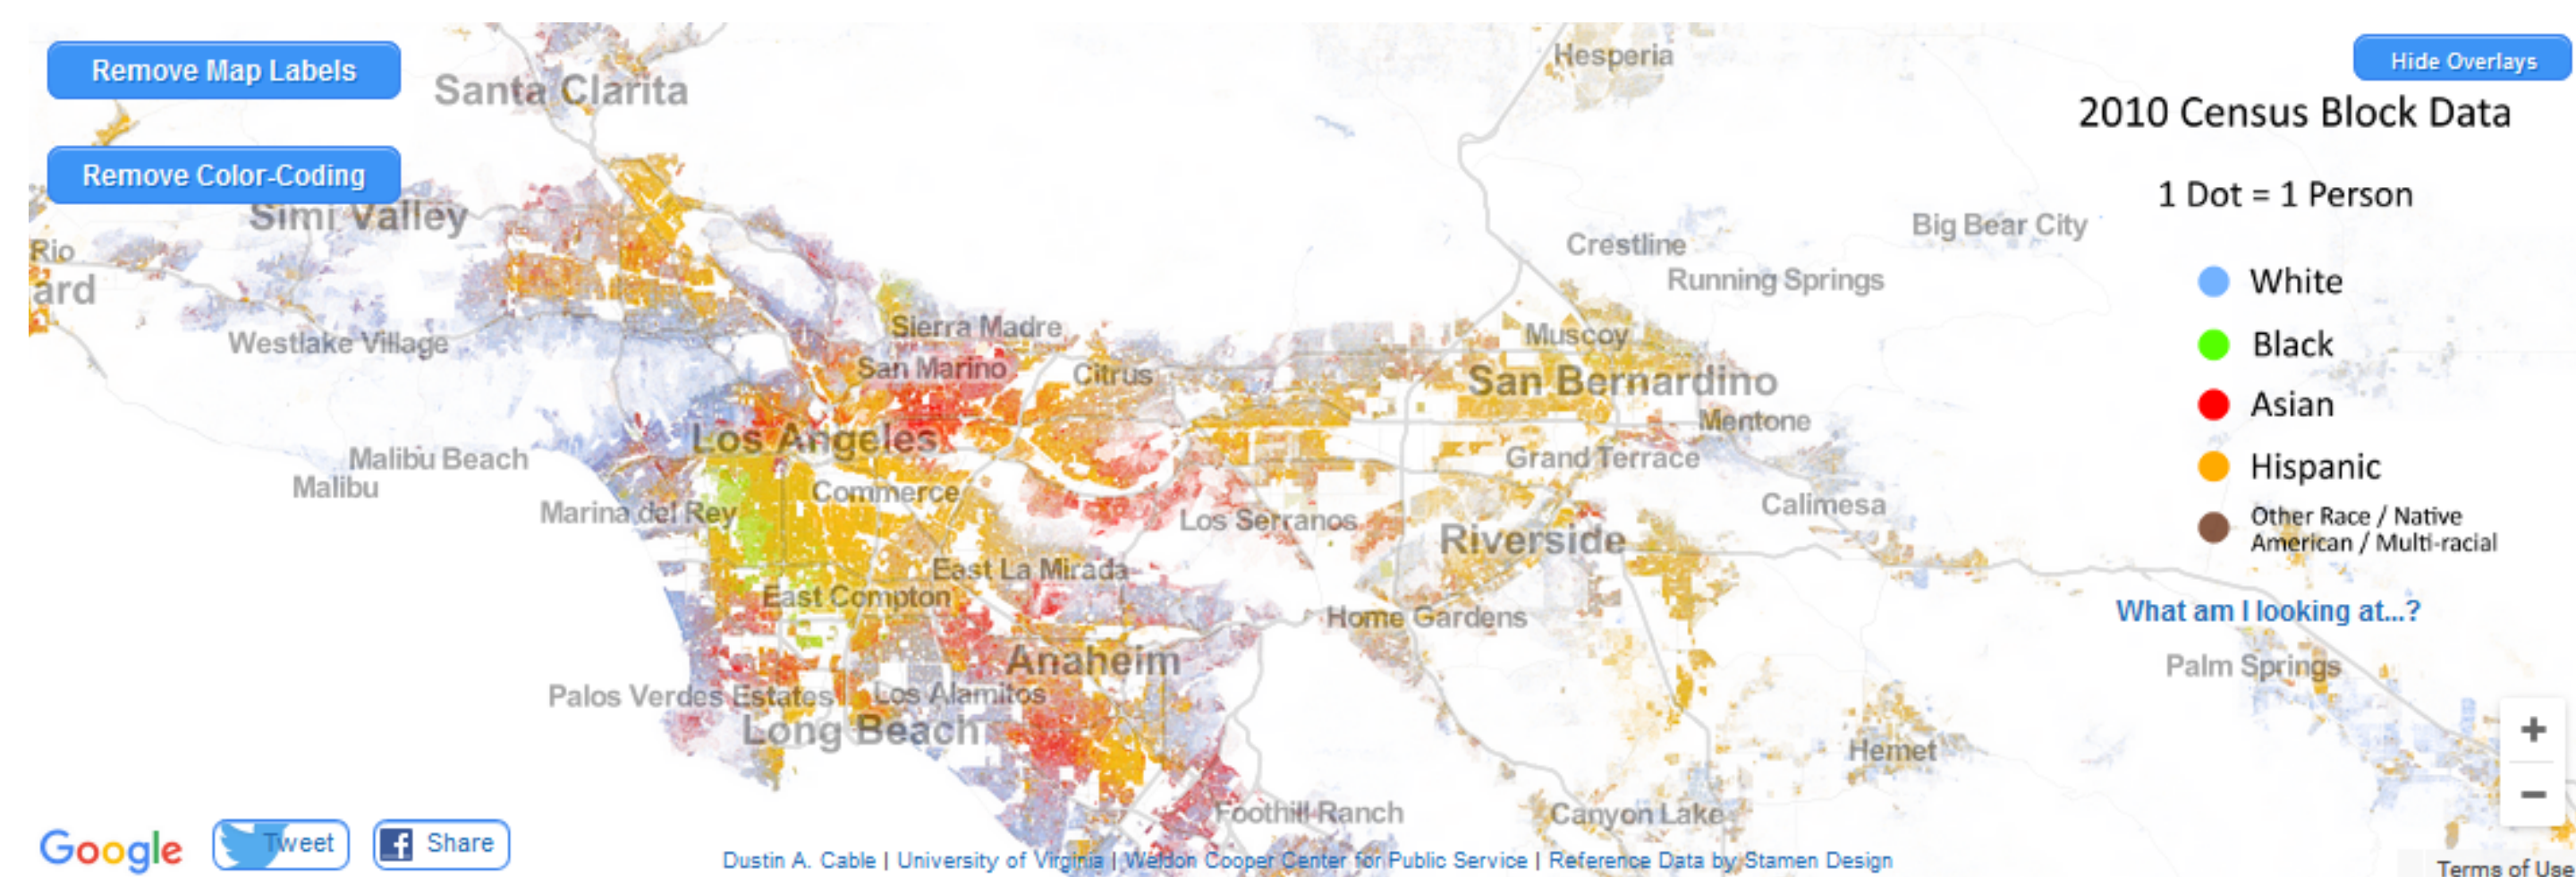 Remove Map Labels
Remove Color-Coding
Hide Overlays
2010 Census Block Data
1 Dot = 1 Person
White
Black
Asian
Hispanic
Other Race / Native
American / Multi-racial
What am I looking at...?
Santa Clarita
Hesperia
Simi Valley
Big Bear City
Rio
Crestline
Running Springs
ard
Westlake Village
Sierra Madre
Muscoy
San Marino
Citrus
San Bernardino
Mentone
Los Angeles
Malibu Beach
Grand Terrace
Malibu
Commerce
Calimesa
Marina del Rey
Los Serranos
Riverside
East La Mirada
East Compton
Home Gardens
Anaheim
Palm Springs
Palos Verdes Estates
Los Alamitos
Long Beach
Hemet
Foothill Ranch
Canyon Lake
+
−
Google
Tweet
f Share
Dustin A. Cable | University of Virginia | Weldon Cooper Center for Public Service | Reference Data by Stamen Design
Terms of Use